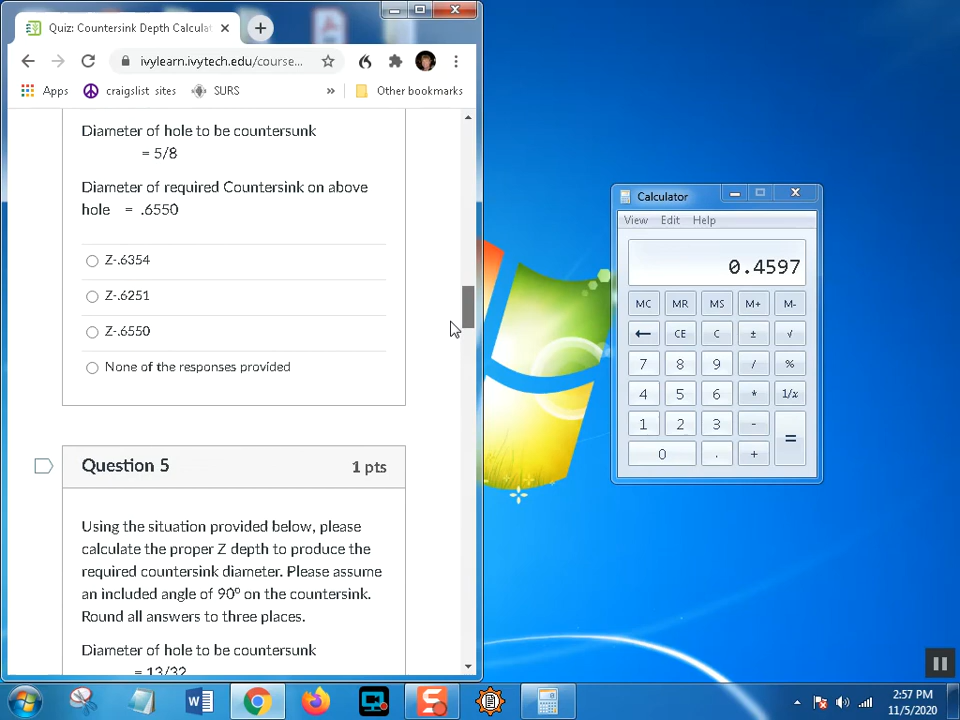 Quiz: Countersink Depth Calcula
ivylearn.ivytech.edu/course...
Apps
craigslist sites
SURS
»
Other bookmarks
Diameter of hole to be countersunk
= 5/8
Diameter of required Countersink on above
hole = .6550
Z-.6354
Z-.6251
Z-.6550
None of the responses provided
Question 5
1 pts
Using the situation provided below, please
calculate the proper Z depth to produce the
required countersink diameter. Please assume
an included angle of 90º on the countersink.
Round all answers to three places.
Diameter of hole to be countersunk
= 13/32
Calculator
View Edit Help
0.4597
MC MR MS M+ M-
← CE C ± √
7 8 9 / %
4 5 6 * 1/x
1 2 3 - =
0 . +
2:57 PM
11/5/2020